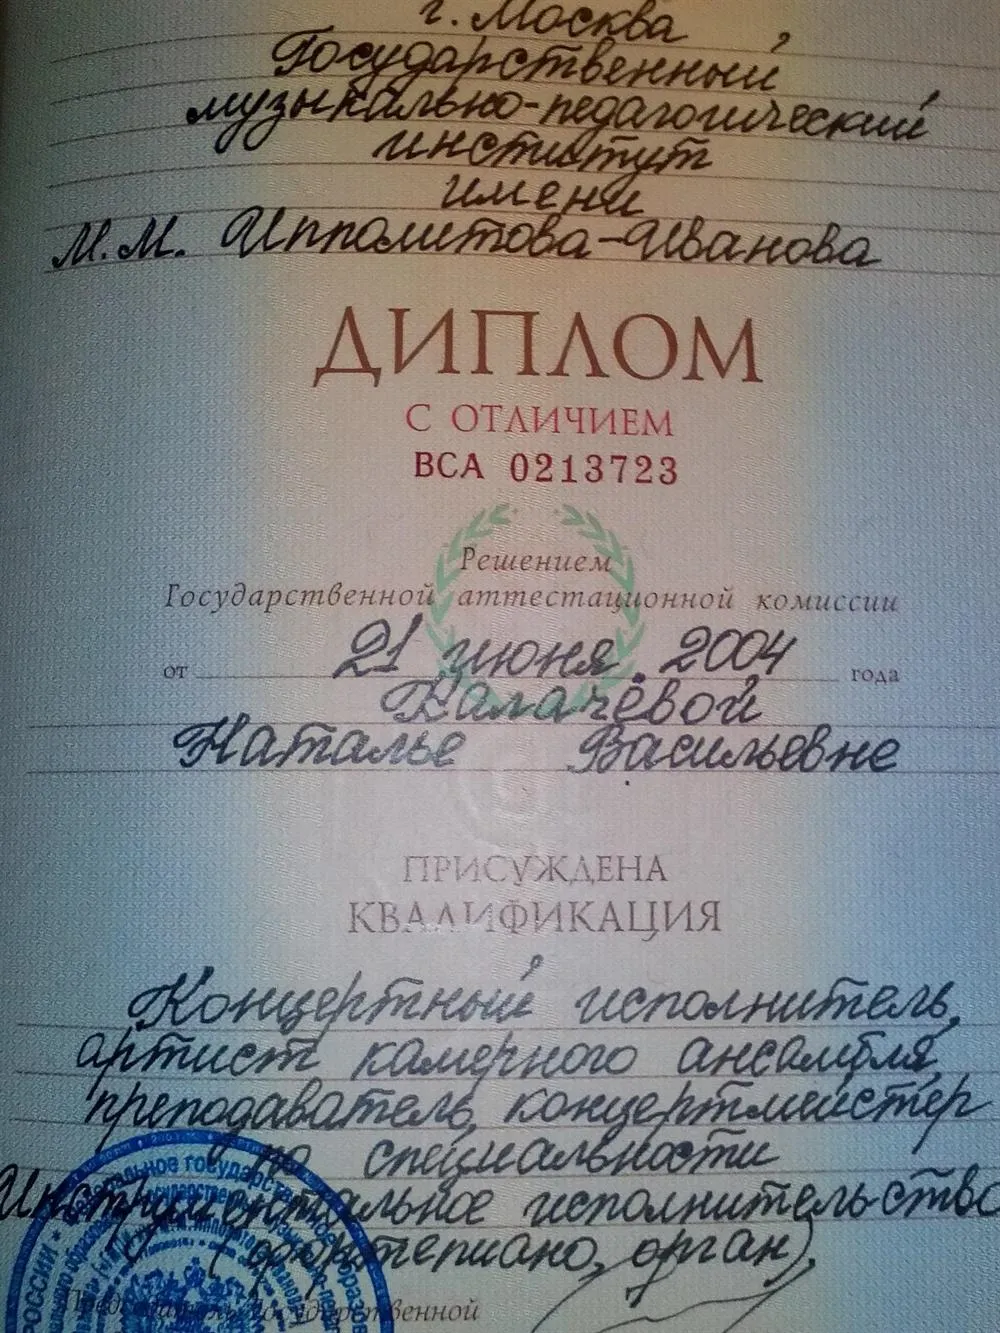 г. Москва
Государственный
музыкально-педагогический
институт
имени
М.М. Ипполитова-Иванова
ДИПЛОМ
С ОТЛИЧИЕМ
ВСА 0213723
Решением
Государственной аттестационной комиссии
от 21 июня 2004 года
Калачёвой
Наталье Васильевне
ПРИСУЖДЕНА
КВАЛИФИКАЦИЯ
Концертный исполнитель,
артист камерного ансамбля,
преподаватель, концертмейстер
по специальности
Инструментальное исполнительство
(фортепиано, орган)
Председатель Государственной